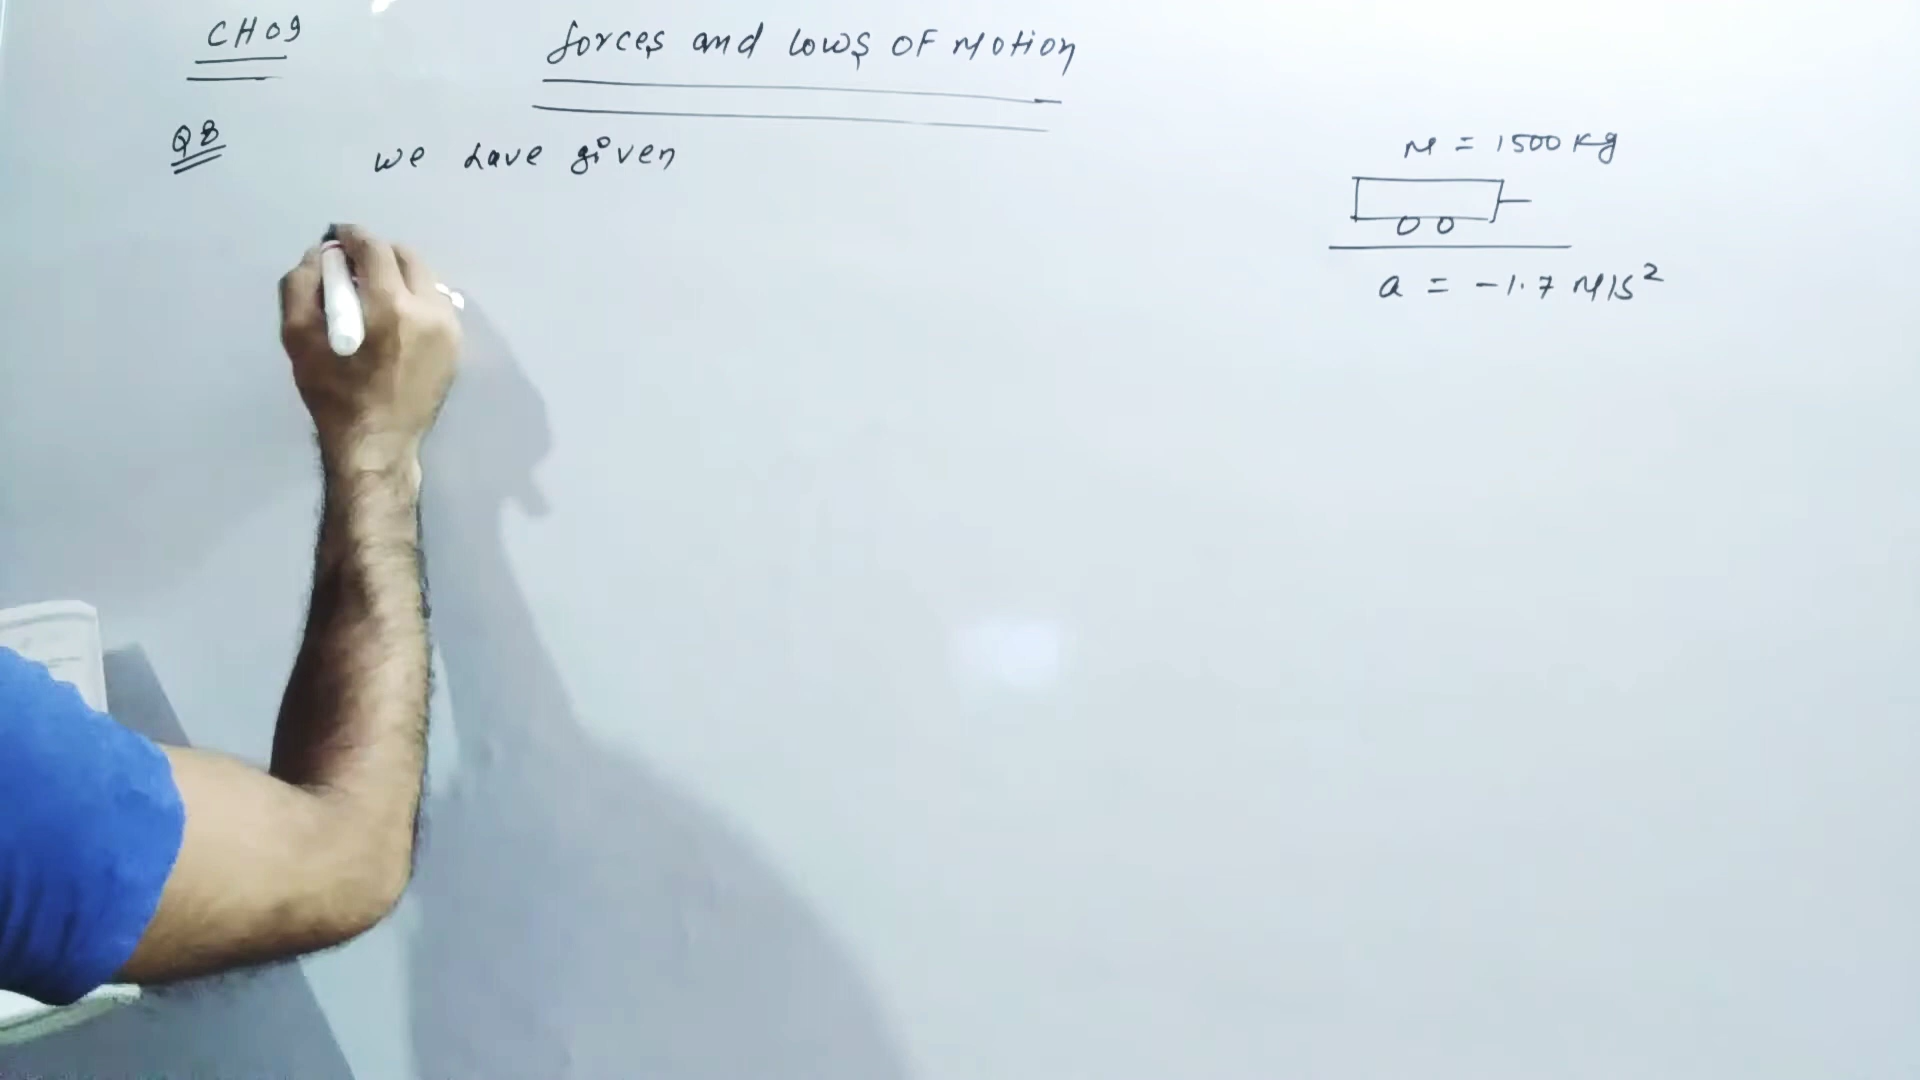 CH 09
forces and lows OF Motion
Q8
we have given
M = 1500 Kg
a = -1.7 M/s²